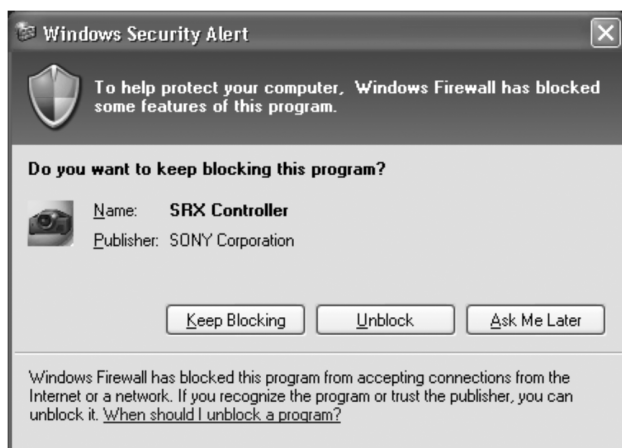 Windows Security Alert
To help protect your computer, Windows Firewall has blocked
some features of this program.
Do you want to keep blocking this program?
Name: SRX Controller
Publisher: SONY Corporation
Keep Blocking Unblock Ask Me Later
Windows Firewall has blocked this program from accepting connections from the
Internet or a network. If you recognize the program or trust the publisher, you can
unblock it. When should I unblock a program?